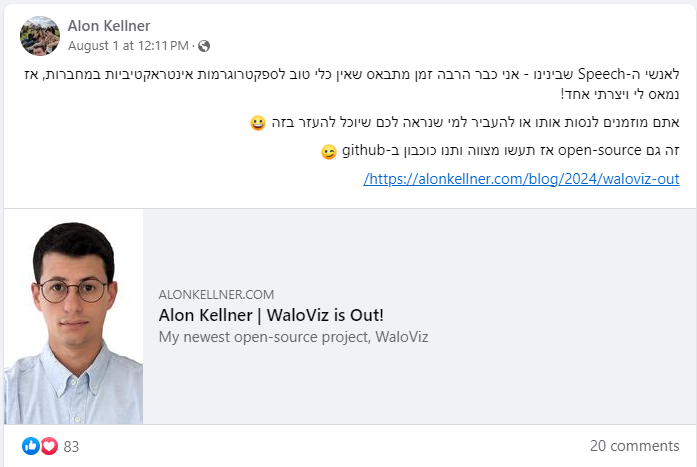 Alon Kellner
August 1 at 12:11 PM ·
לאנשי ה-Speech שבינינו - אני כבר הרבה זמן מתבאס שאין כלי טוב לספקטרוגרמות אינטראקטיביות במחברות, אז
נמאס לי ויצרתי אחד!
אתם מוזמנים לנסות אותו או להעביר למי שנראה לכם שיוכל להעזר בזה 😀
זה גם open-source אז תעשו מצווה ותנו כוכבון ב-github 😉
https://alonkellner.com/blog/2024/waloviz-out/
ALONKELLNER.COM
Alon Kellner | WaloViz is Out!
My newest open-source project, WaloViz
83
20 comments